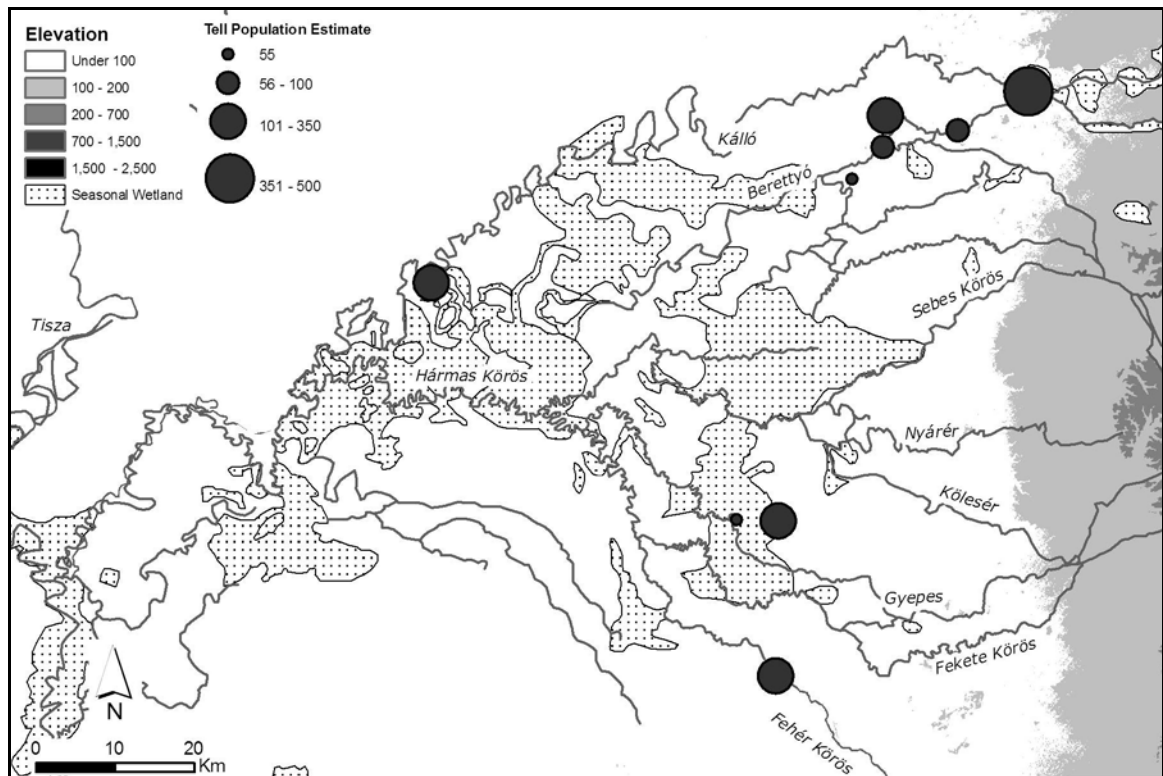 Elevation
Under 100
100 - 200
200 - 700
700 - 1,500
1,500 - 2,500
Seasonal Wetland
Tell Population Estimate
55
56 - 100
101 - 350
351 - 500
Kálló
Berettyó
Sebes Körös
Tisza
Hármas Körös
Nyárér
Kölesér
Gyepes
Fekete Körös
Fehér Körös
N
0 10 20
Km